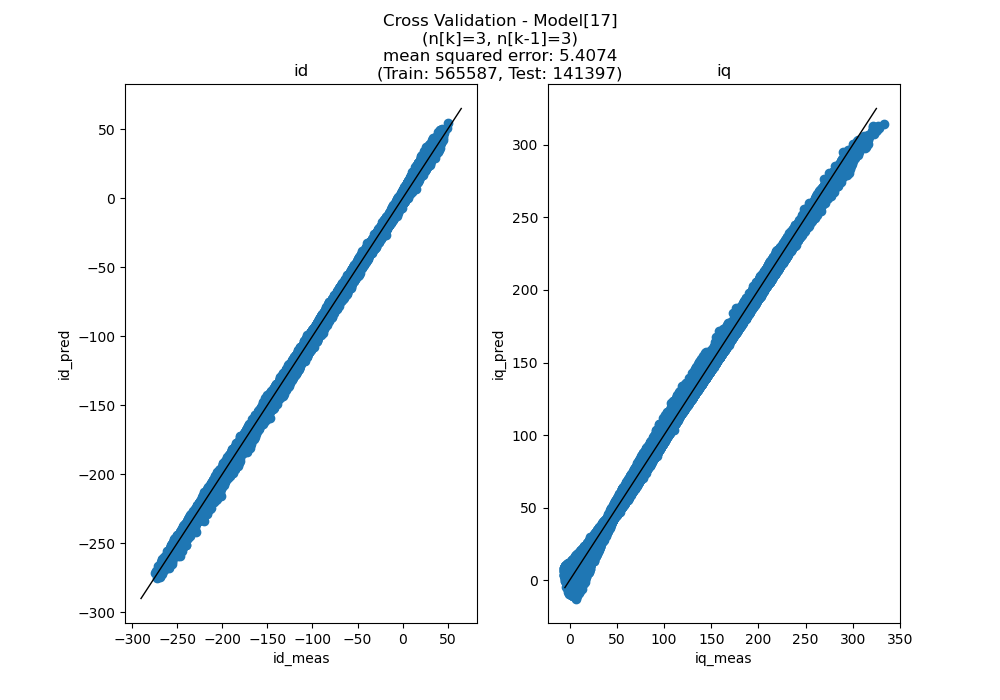 Cross Validation - Model[17]
(n[k]=3, n[k-1]=3)
mean squared error: 5.4074
(Train: 565587, Test: 141397)
id
iq
50
0
−50
−100
−150
−200
−250
−300
id_pred
−300 −250 −200 −150 −100 −50 0 50
id_meas
300
250
200
150
100
50
0
iq_pred
0 50 100 150 200 250 300 350
iq_meas